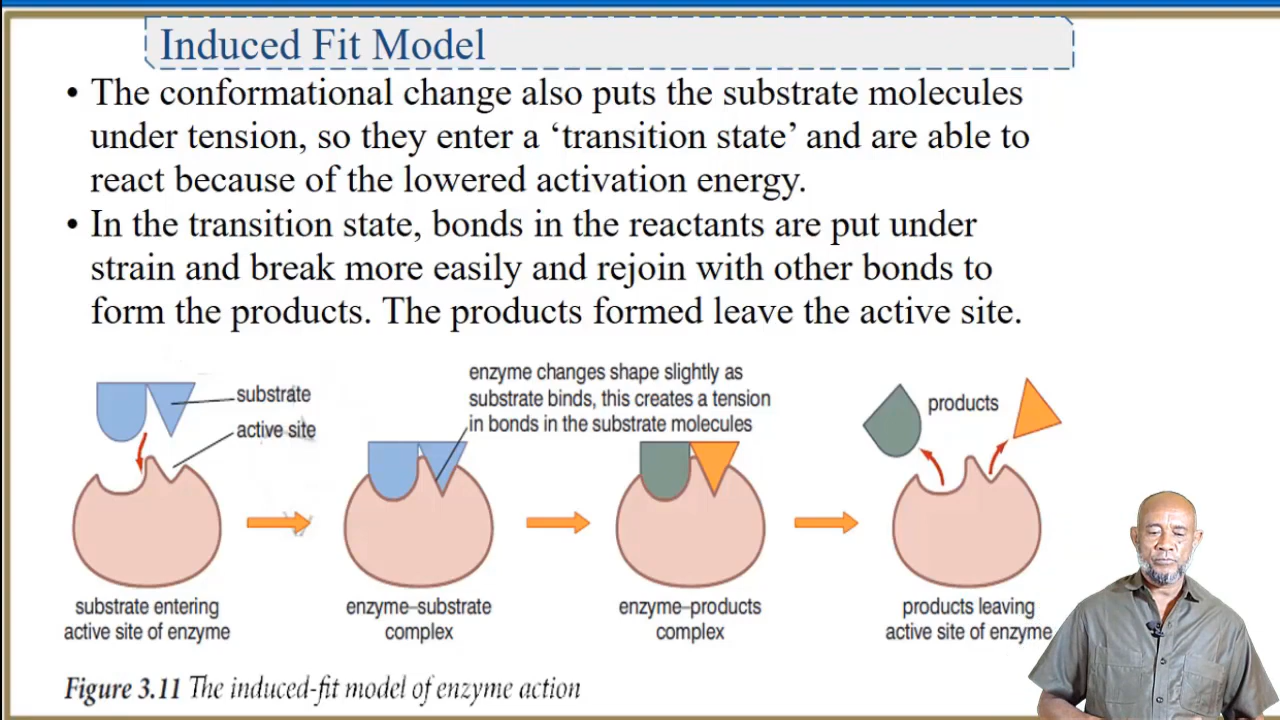 Induced Fit Model
• The conformational change also puts the substrate molecules
under tension, so they enter a ‘transition state’ and are able to
react because of the lowered activation energy.
• In the transition state, bonds in the reactants are put under
strain and break more easily and rejoin with other bonds to
form the products. The products formed leave the active site.
substrate
active site
enzyme changes shape slightly as
substrate binds, this creates a tension
in bonds in the substrate molecules
products
substrate entering
active site of enzyme
enzyme–substrate
complex
enzyme–products
complex
products leaving
active site of enzyme
Figure 3.11 The induced-fit model of enzyme action